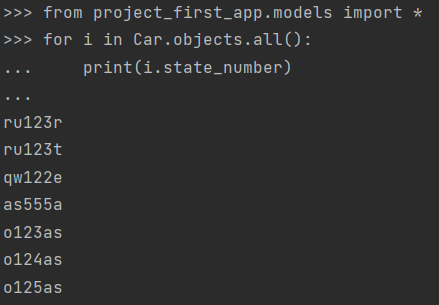 >>> from project_first_app.models import *
>>> for i in Car.objects.all():
...     print(i.state_number)
...
ru123r
ru123t
qw122e
as555a
o123as
o124as
o125as